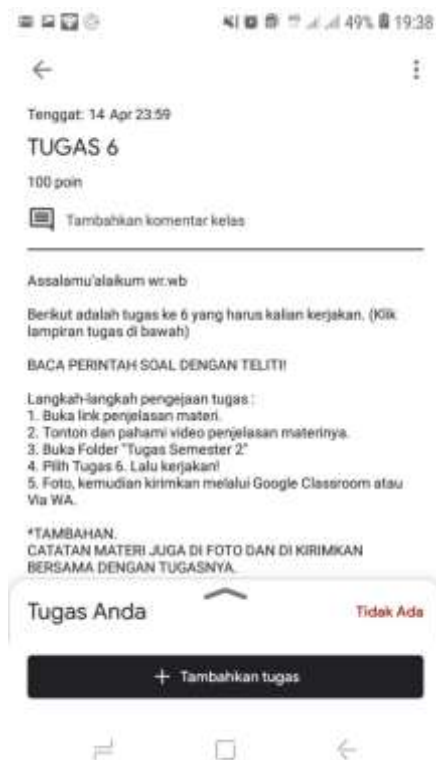 49% 19:38
Tenggat: 14 Apr 23.59
TUGAS 6
100 poin
Tambahkan komentar kelas
Assalamu'alaikum wr.wb
Berikut adalah tugas ke 6 yang harus kalian kerjakan. (Klik
lampiran tugas di bawah)
BACA PERINTAH SOAL DENGAN TELITI!
Langkah-langkah pengejaan tugas :
1. Buka link penjelasan materi.
2. Tonton dan pahami video penjelasan materinya.
3. Buka Folder "Tugas Semester 2"
4. Pilih Tugas 6. Lalu kerjakan!
5. Foto, kemudian kirimkan melalui Google Classroom atau
Via WA.
*TAMBAHAN.
CATATAN MATERI JUGA DI FOTO DAN DI KIRIMKAN
BERSAMA DENGAN TUGASNYA.
Tugas Anda
Tidak Ada
+ Tambahkan tugas